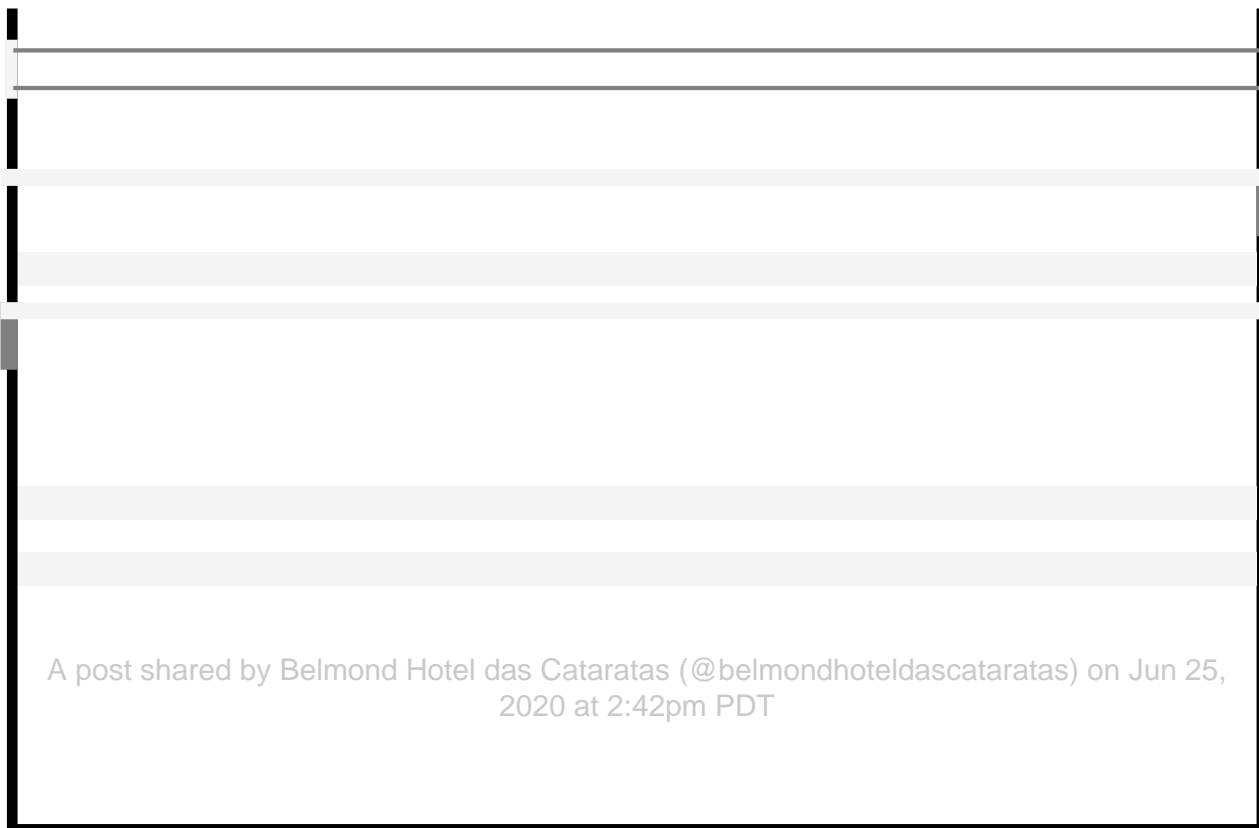 A post shared by Belmond Hotel das Cataratas (@belmondhoteldascataratas) on Jun 25,
2020 at 2:42pm PDT